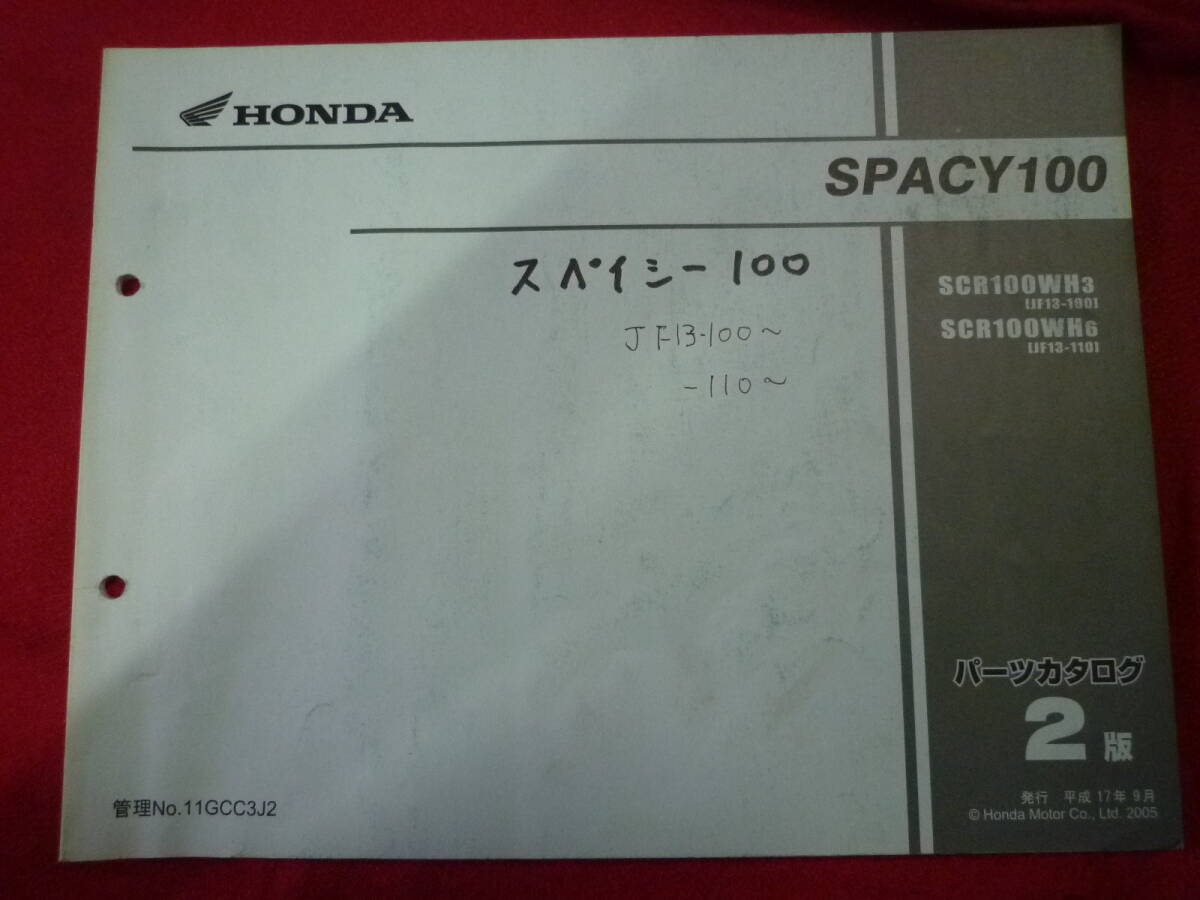 HONDA
SPACY100
スペイシー100
JF13-100～
-110～
SCR100WH3
[JF13-100]
SCR100WH6
[JF13-110]
パーツカタログ
2版
発行 平成17年9月
© Honda Motor Co., Ltd. 2005
管理No.11GCC3J2